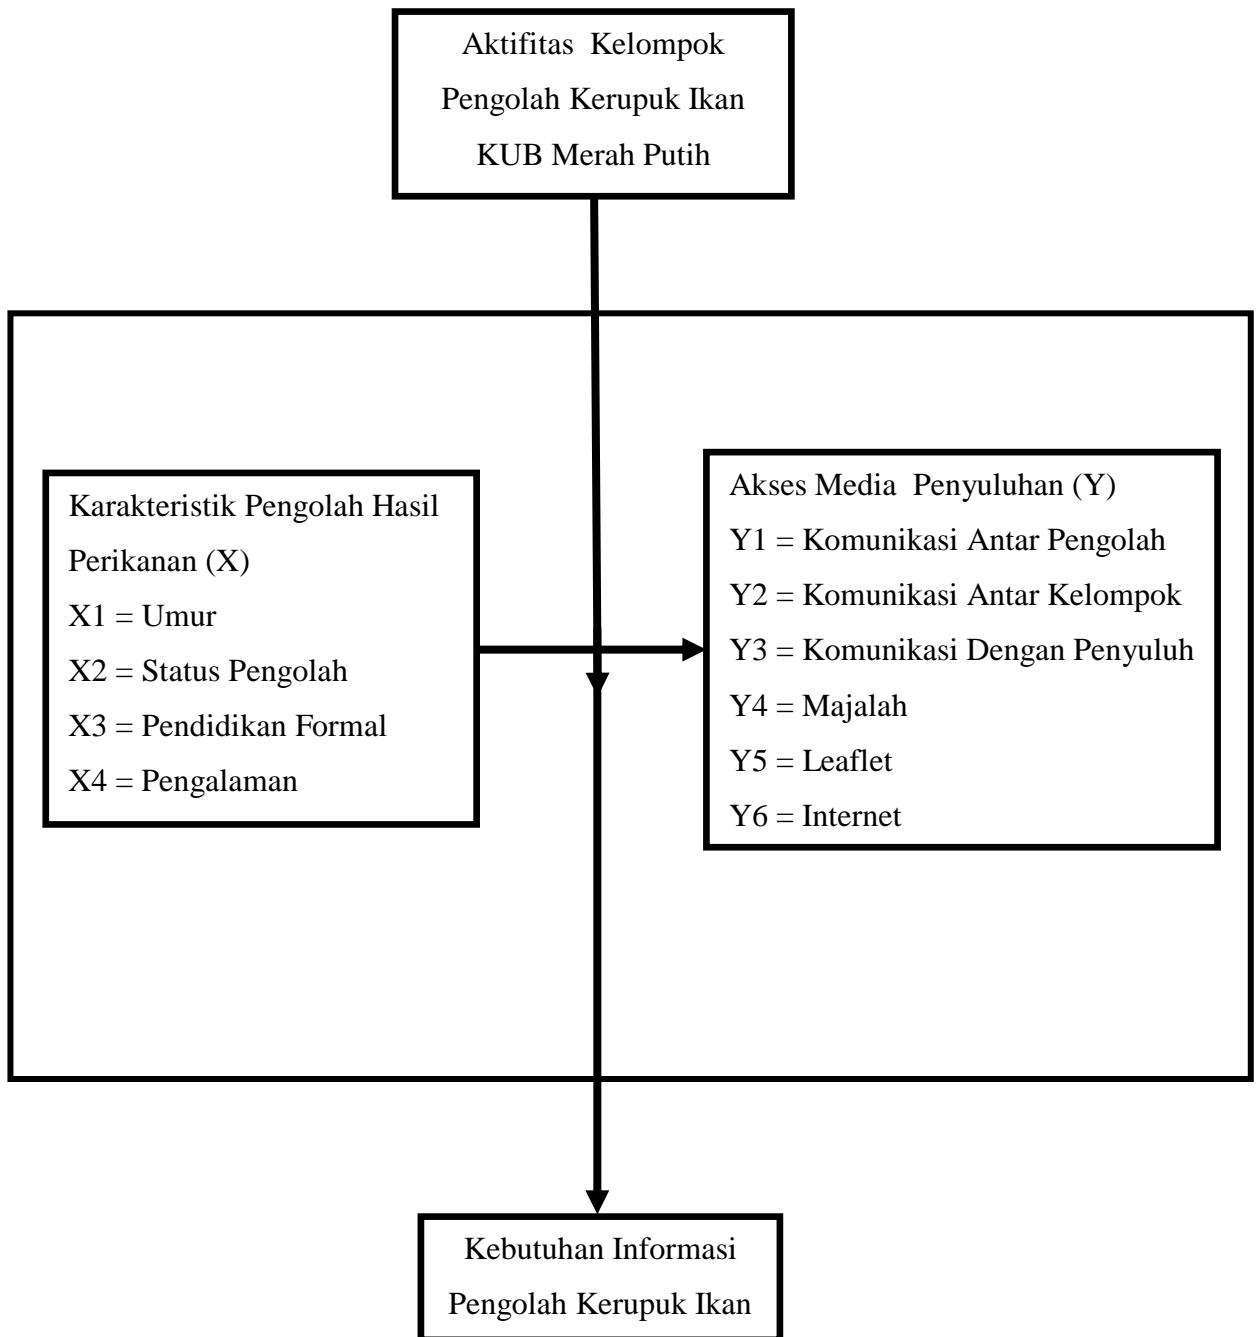 Aktifitas Kelompok
Pengolah Kerupuk Ikan
KUB Merah Putih
Karakteristik Pengolah Hasil
Perikanan (X)
X1 = Umur
X2 = Status Pengolah
X3 = Pendidikan Formal
X4 = Pengalaman
Akses Media Penyuluhan (Y)
Y1 = Komunikasi Antar Pengolah
Y2 = Komunikasi Antar Kelompok
Y3 = Komunikasi Dengan Penyuluh
Y4 = Majalah
Y5 = Leaflet
Y6 = Internet
Kebutuhan Informasi
Pengolah Kerupuk Ikan